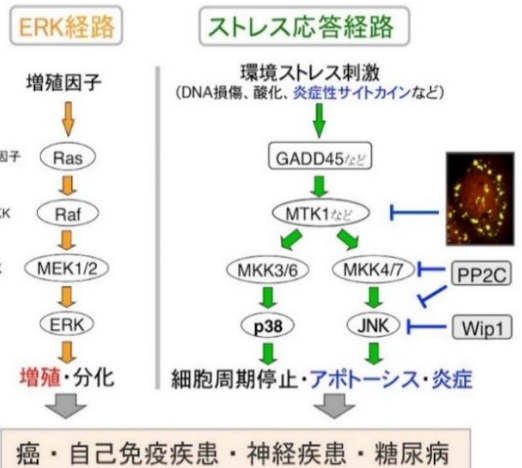 ERK経路
ストレス応答経路
増殖因子
環境ストレス刺激
(DNA損傷、酸化、炎症性サイトカインなど)
因子
Ras
GADD45など
K
Raf
MTK1など
MEK1/2
MKK3/6
MKK4/7
PP2C
ERK
p38
JNK
Wip1
増殖・分化
細胞周期停止・アポトーシス・炎症
癌・自己免疫疾患・神経疾患・糖尿病